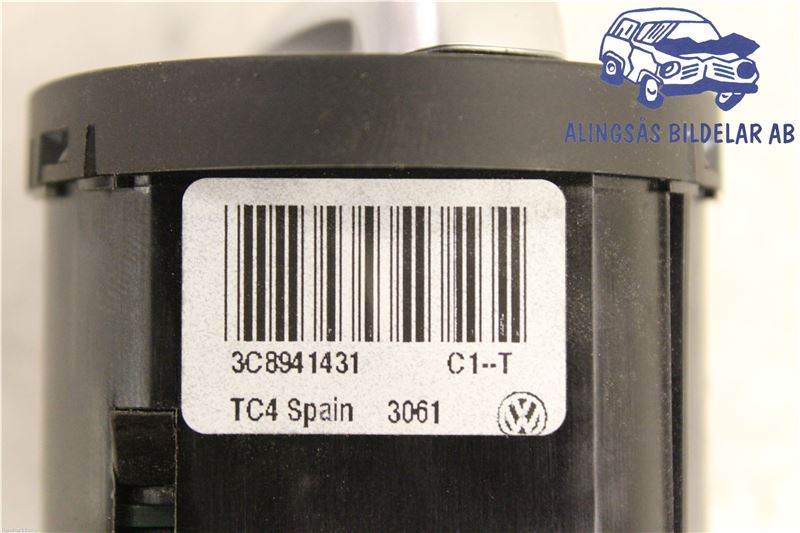 ALINGSÅS BILDELAR AB
3C8941431 C1--T
TC4 Spain 3061